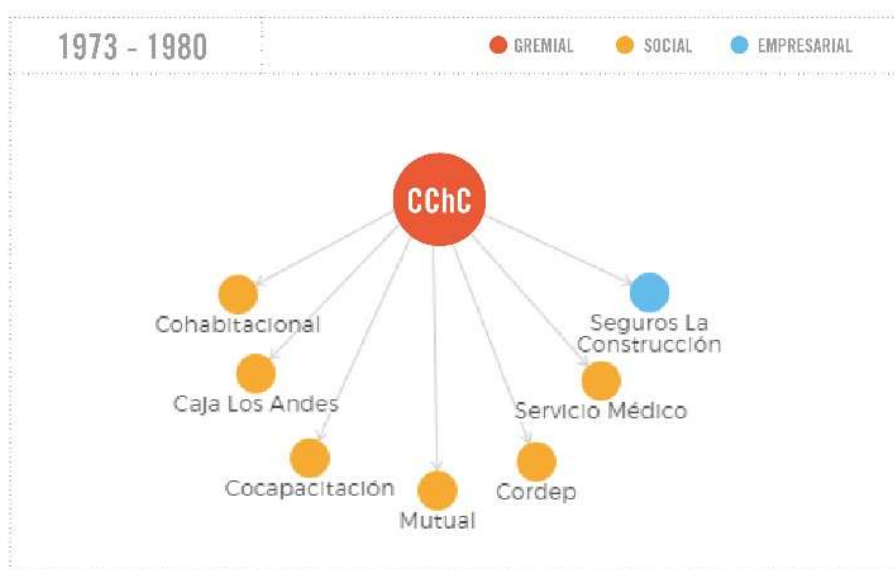 1973 - 1980
GREMIAL
SOCIAL
EMPRESARIAL
CChC
Cohabitacional
Seguros La
Construcción
Caja Los Andes
Servicio Médico
Cocapacitación
Mutual
Cordep